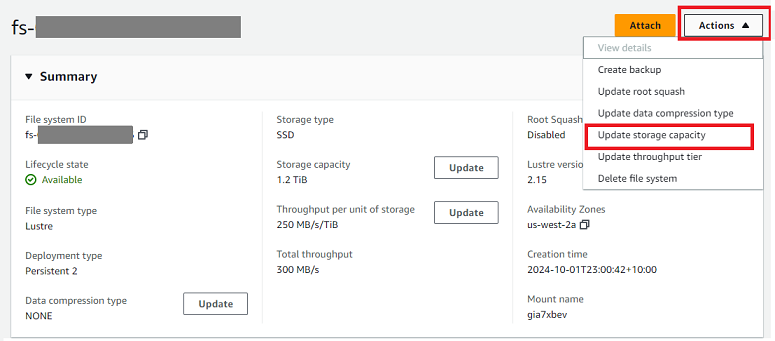 fs-
Attach
Actions
View details
Create backup
Update root squash
Update data compression type
Update storage capacity
Update throughput tier
Delete file system
Summary
File system ID
fs-
Lifecycle state
Available
File system type
Lustre
Deployment type
Persistent 2
Data compression type
NONE
Update
Storage type
SSD
Storage capacity
1.2 TiB
Update
Throughput per unit of storage
250 MB/s/TiB
Update
Total throughput
300 MB/s
Root Squash
Disabled
Lustre versio
2.15
Availability Zones
us-west-2a
Creation time
2024-10-01T23:00:42+10:00
Mount name
gia7xbev